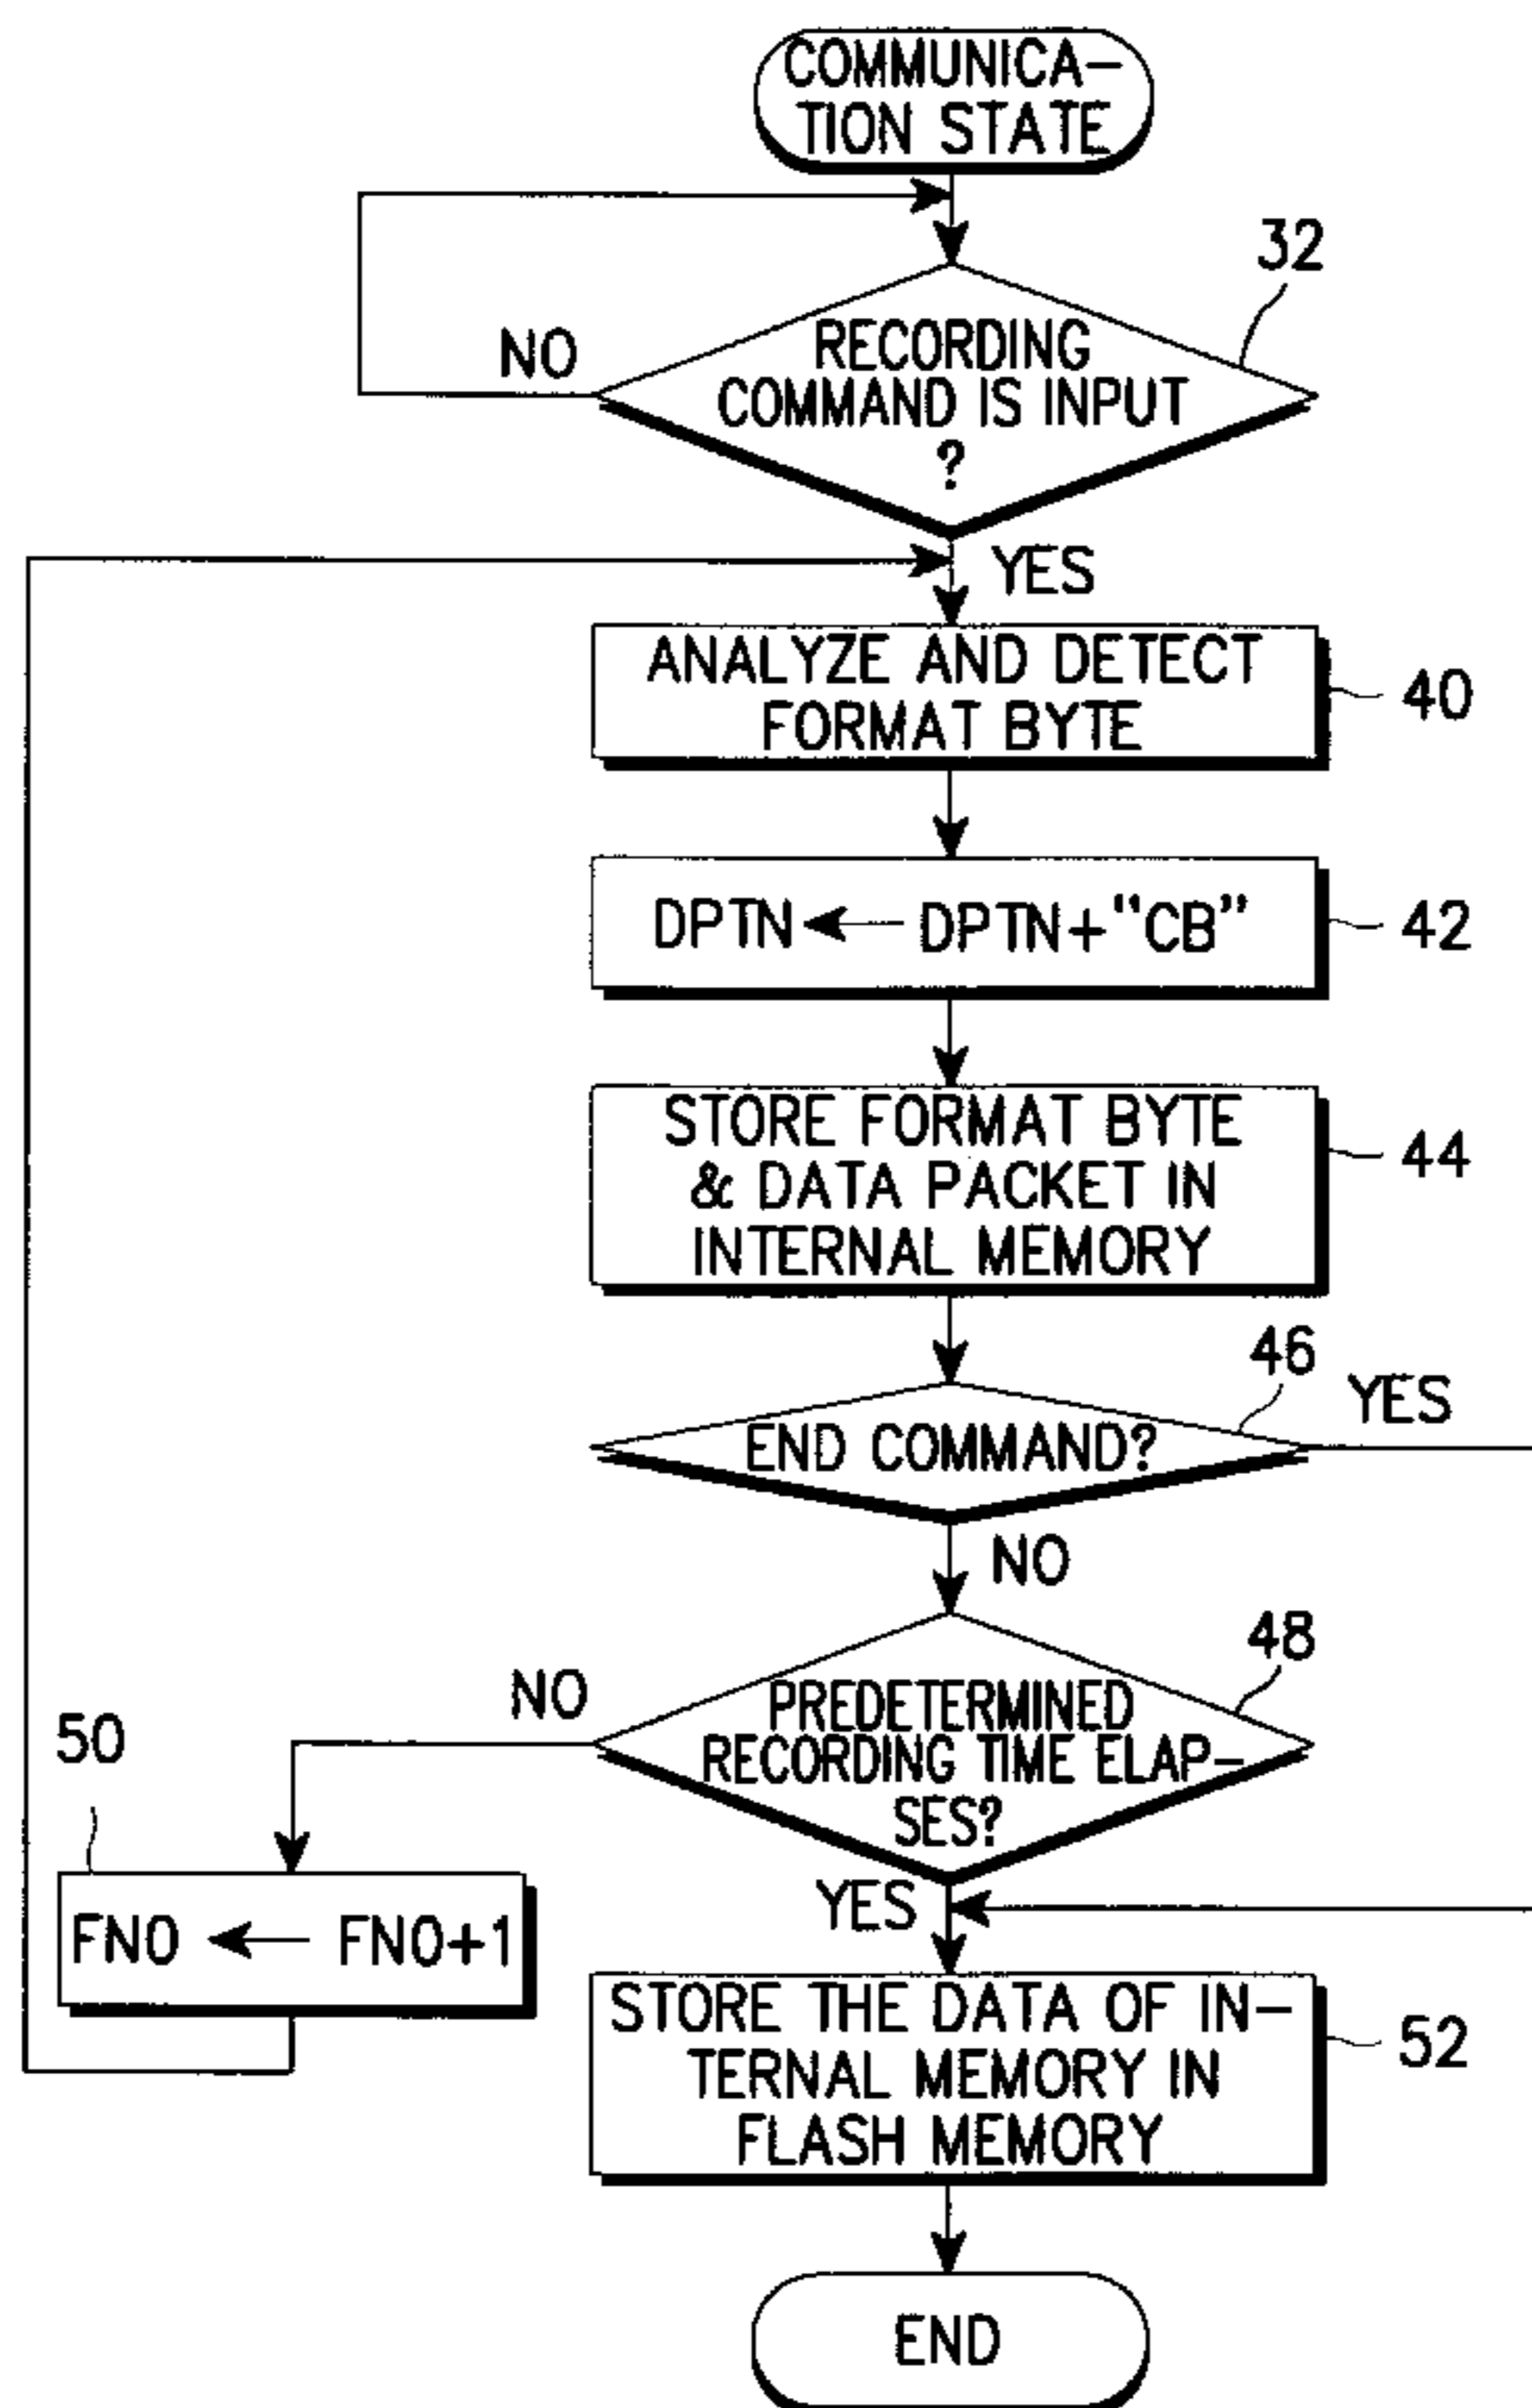 COMMUNICA-
TION STATE
32
NO
RECORDING
COMMAND IS INPUT
?
YES
ANALYZE AND DETECT
FORMAT BYTE
40
DPTN ← DPTN+"CB"
42
STORE FORMAT BYTE
& DATA PACKET IN
INTERNAL MEMORY
44
46
YES
END COMMAND?
NO
48
NO
PREDETERMINED
RECORDING TIME ELAP-
SES?
50
YES
FNO ← FNO+1
STORE THE DATA OF IN-
TERNAL MEMORY IN
FLASH MEMORY
52
END